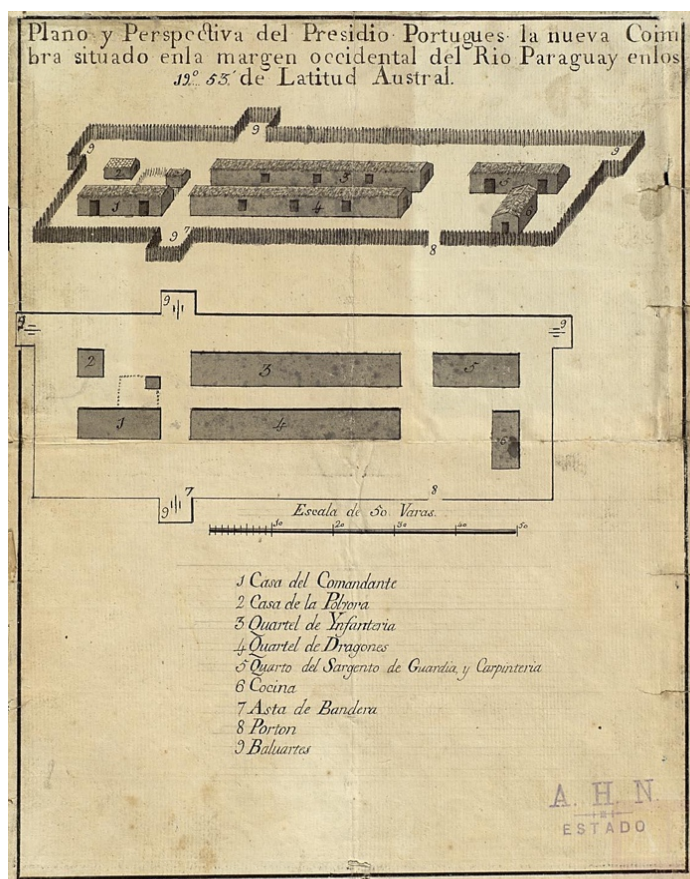 Plano y Perspectiva del Presidio Portugues la nueva Coim
bra situado enla margen occidental del Rio Paraguay enlos
19º 53' de Latitud Austral.
9
9
9
2
3
5
1
4
6
9 7
8
9
9
9
2
3
5
1
4
6
7
8
9
Escala de 50 Varas.
10 20 30 40 50
1 Casa del Comandante
2 Casa de la Polvora
3 Quartel de Ynfanteria
4 Quartel de Dragones
5 Quarto del Sargento de Guardia, y Carpinteria
6 Cocina
7 Asta de Bandera
8 Porton
9 Baluartes
A. H. N.
ESTADO